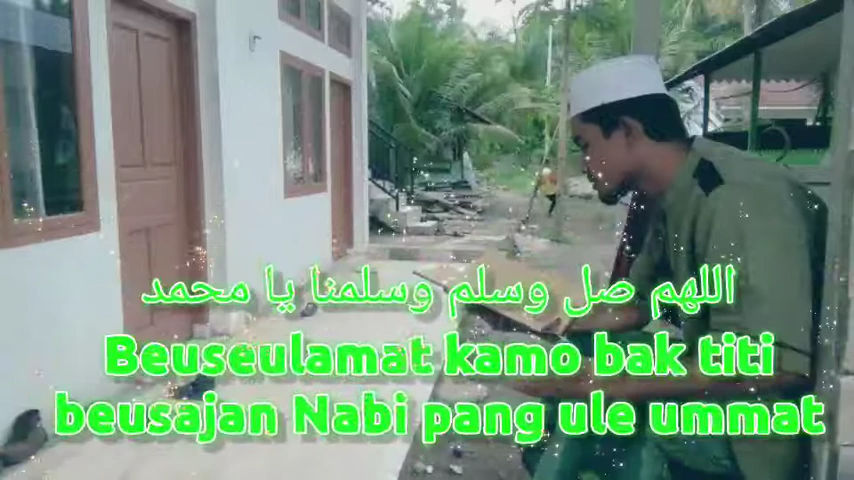 اللهم صل وسلم وسلمنا يا محمد
Beuseulamat kamo bak titi
beusajan Nabi pang ule ummat